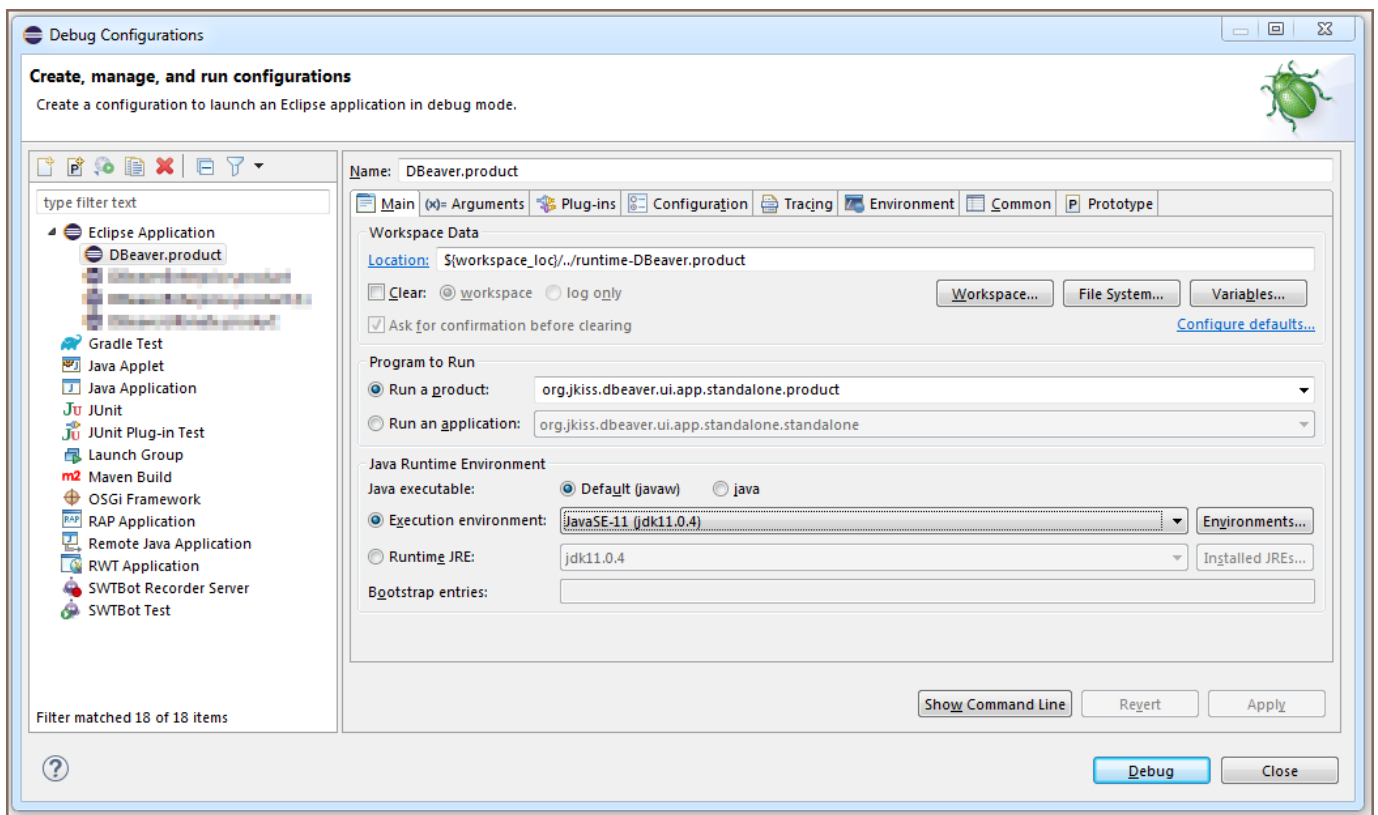 Debug Configurations
Create, manage, and run configurations
Create a configuration to launch an Eclipse application in debug mode.
type filter text
Eclipse Application
DBeaver.product
Gradle Test
Java Applet
Java Application
JU JUnit
JU JUnit Plug-in Test
Launch Group
m2 Maven Build
OSGi Framework
RAP RAP Application
Remote Java Application
RWT Application
SWTBot Recorder Server
SWTBot Test
Filter matched 18 of 18 items
Name: DBeaver.product
Main (x)= Arguments Plug-ins Configuration Tracing Environment Common P Prototype
Workspace Data
Location: ${workspace_loc}/../runtime-DBeaver.product
Clear: workspace log only Workspace... File System... Variables...
Ask for confirmation before clearing Configure defaults...
Program to Run
Run a product: org.jkiss.dbeaver.ui.app.standalone.product
Run an application: org.jkiss.dbeaver.ui.app.standalone.standalone
Java Runtime Environment
Java executable: Default (javaw) java
Execution environment: JavaSE-11 (jdk11.0.4) Environments...
Runtime JRE: jdk11.0.4 Installed JREs...
Bootstrap entries:
Show Command Line Revert Apply
? Debug Close